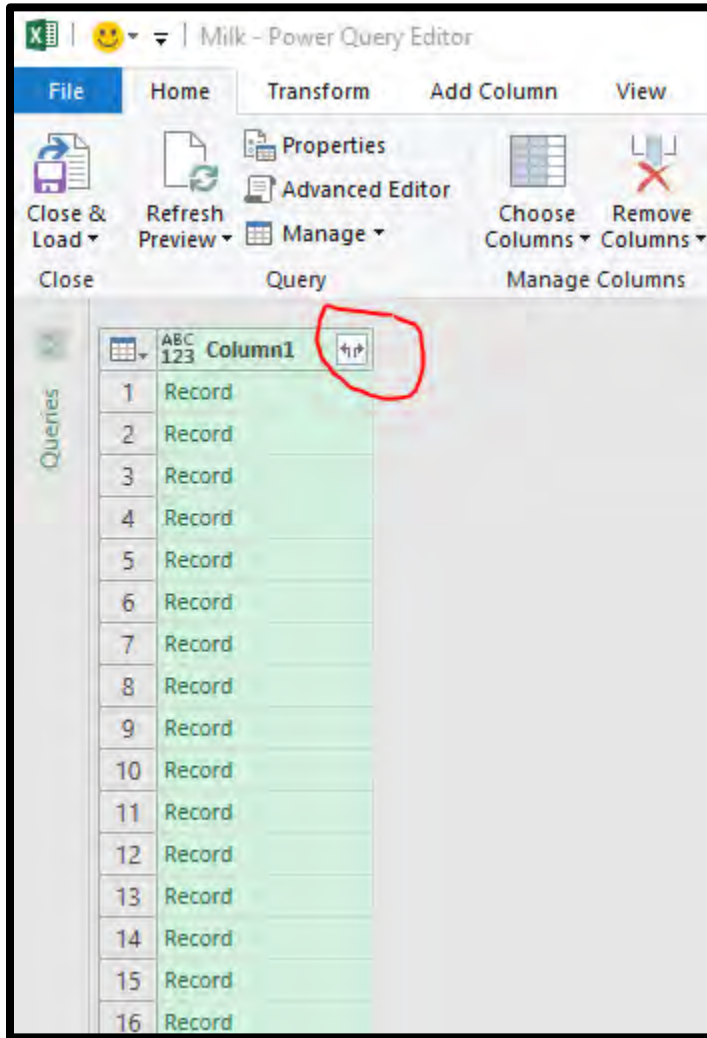 Milk - Power Query Editor
File Home Transform Add Column View
Properties
Advanced Editor
Manage
Close & Load
Refresh Preview
Choose Columns
Remove Columns
Close Query Manage Columns
Queries
ABC 123 Column1
1 Record
2 Record
3 Record
4 Record
5 Record
6 Record
7 Record
8 Record
9 Record
10 Record
11 Record
12 Record
13 Record
14 Record
15 Record
16 Record